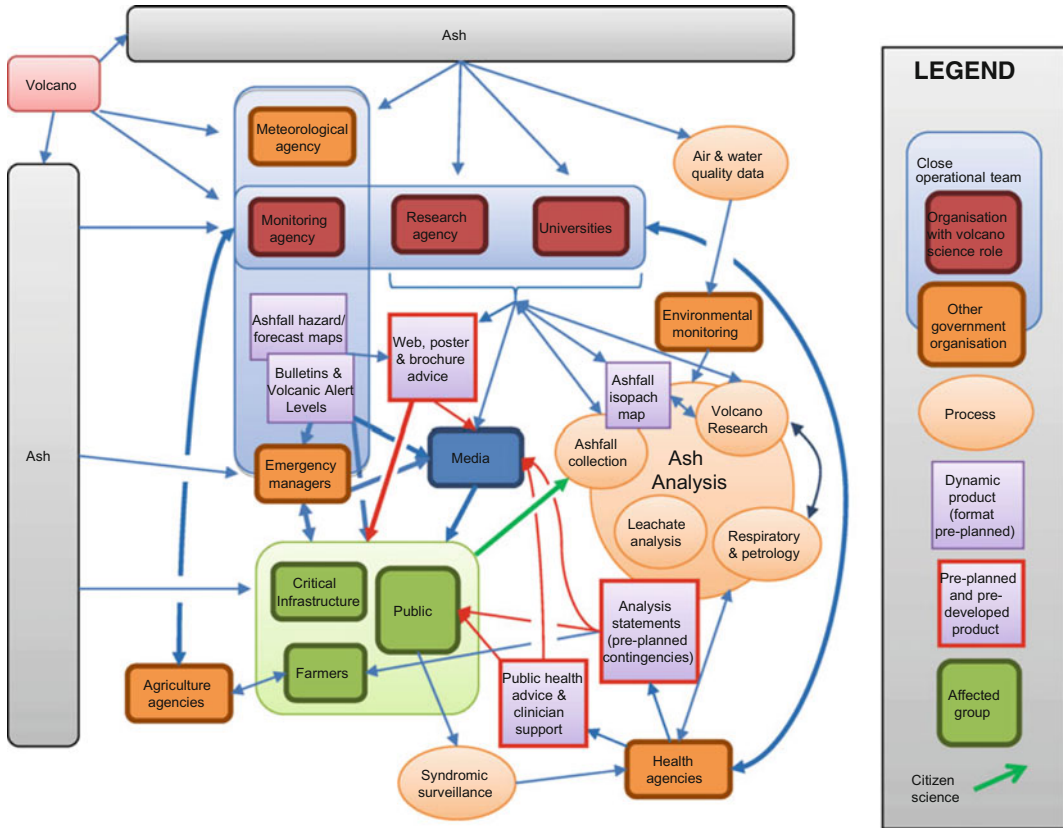 Ash
Volcano
Meteorological
agency
Air & water
quality data
Monitoring
agency
Research
agency
Universities
Ash
Ashfall hazard/
forecast maps
Bulletins &
Volcanic Alert
Levels
Web, poster
& brochure
advice
Environmental
monitoring
Ashfall
isopach
map
Volcano
Research
Ashfall
collection
Ash
Analysis
Emergency
managers
Media
Leachate
analysis
Respiratory
& petrology
Critical
Infrastructure
Public
Farmers
Analysis
statements
(pre-planned
contingencies)
Agriculture
agencies
Public health
advice &
clinician
support
Syndromic
surveillance
Health
agencies
LEGEND
Close
operational team
Organisation
with volcano
science role
Other
government
organisation
Process
Dynamic
product
(format
pre-planned)
Pre-planned
and pre-
developed
product
Affected
group
Citizen
science